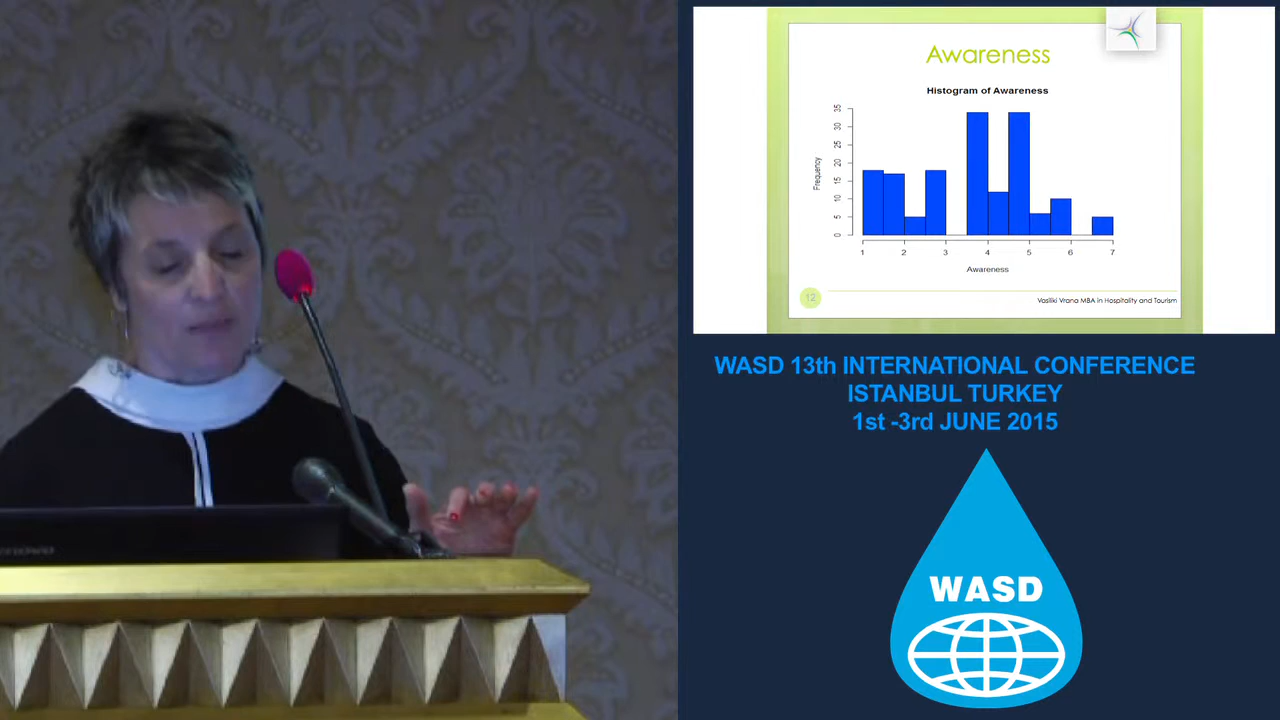 Awareness
Histogram of Awareness
Frequency
0 5 10 15 20 25 30 35
1 2 3 4 5 6 7
Awareness
12
Vasiliki Vrana MBA in Hospitality and Tourism
WASD 13th INTERNATIONAL CONFERENCE
ISTANBUL TURKEY
1st -3rd JUNE 2015
WASD